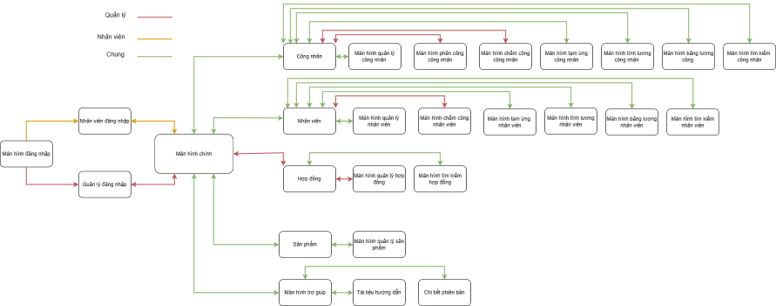 Quản lý
Nhân viên
Chung
Công nhân
Màn hình quản lý
công nhân
Màn hình phân công
công nhân
Màn hình chấm công
công nhân
Màn hình tạm ứng
công nhân
Màn hình tính lương
công nhân
Màn hình bảng lương
công
Màn hình tìm kiếm
công nhân
Nhân viên đăng nhập
Nhân viên
Màn hình quản lý
nhân viên
Màn hình chấm công
nhân viên
Màn hình tạm ứng
nhân viên
Màn hình tính lương
nhân viên
Màn hình bảng lương
nhân viên
Màn hình tìm kiếm
nhân viên
Màn hình đăng nhập
Màn hình chính
Quản lý đăng nhập
Hợp đồng
Màn hình quản lý hợp
đồng
Màn hình tìm kiếm
hợp đồng
Sản phẩm
Màn hình quản lý sản
phẩm
Màn hình trợ giúp
Tài liệu hướng dẫn
Chi tiết phiên bản